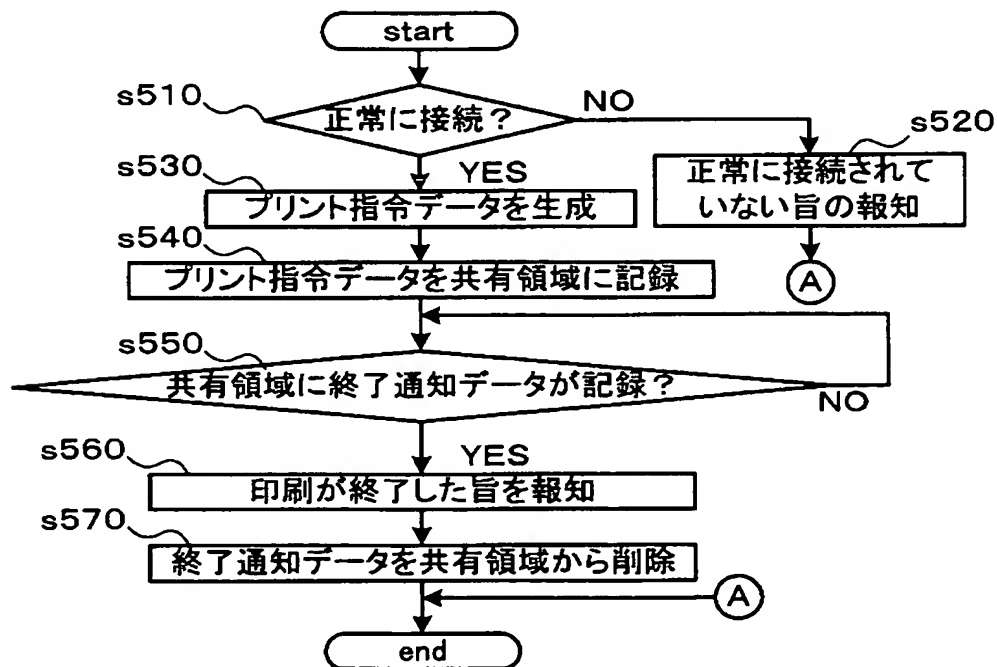 start
s510
正常に接続？
NO
s520
正常に接続されて
いない旨の報知
A
s530
YES
プリント指令データを生成
s540
プリント指令データを共有領域に記録
s550
共有領域に終了通知データが記録？
NO
s560
YES
印刷が終了した旨を報知
s570
終了通知データを共有領域から削除
A
end